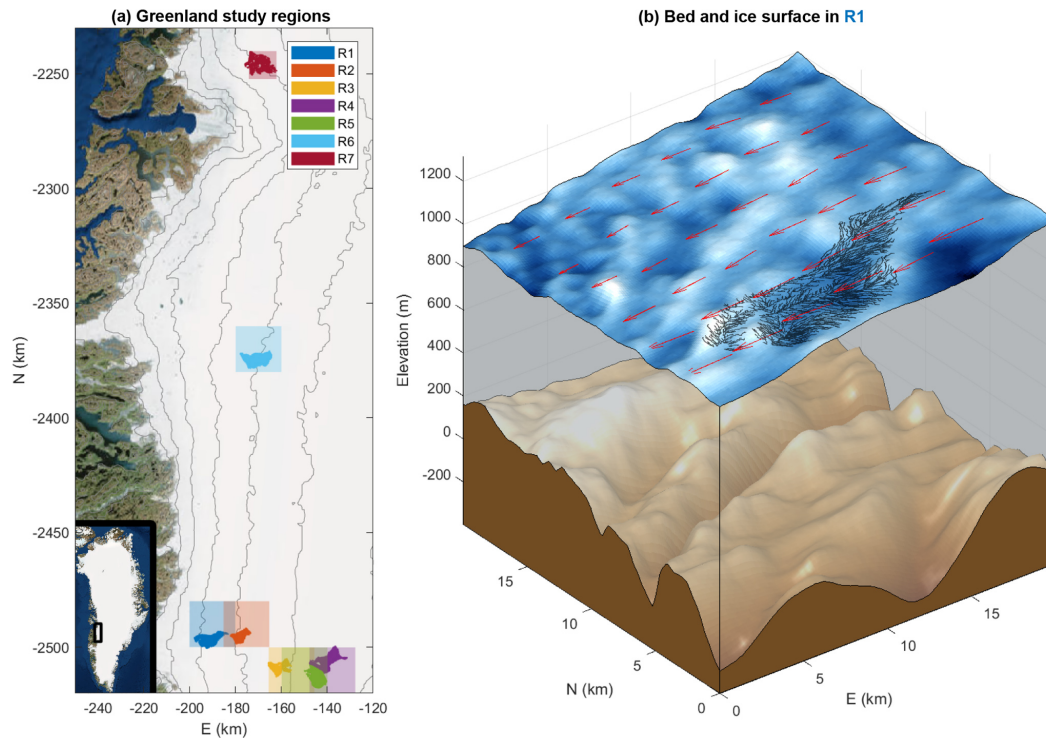 (a) Greenland study regions
-2250
-2300
-2350
-2400
-2450
-2500
N (km)
-240
-220
-200
-180
-160
-140
-120
E (km)
R1
R2
R3
R4
R5
R6
R7
(b) Bed and ice surface in R1
1200
1000
800
600
400
200
0
-200
Elevation (m)
15
10
5
0
N (km)
0
5
10
15
E (km)